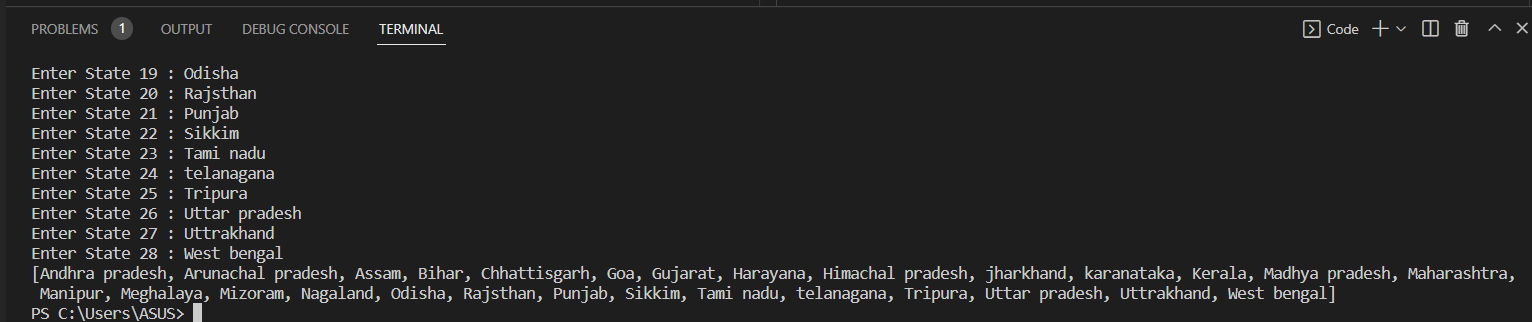 PROBLEMS 1 OUTPUT DEBUG CONSOLE TERMINAL Code
Enter State 19 : Odisha
Enter State 20 : Rajsthan
Enter State 21 : Punjab
Enter State 22 : Sikkim
Enter State 23 : Tami nadu
Enter State 24 : telanagana
Enter State 25 : Tripura
Enter State 26 : Uttar pradesh
Enter State 27 : Uttrakhand
Enter State 28 : West bengal
[Andhra pradesh, Arunachal pradesh, Assam, Bihar, Chhattisgarh, Goa, Gujarat, Harayana, Himachal pradesh, jharkhand, karanataka, Kerala, Madhya pradesh, Maharashtra,
Manipur, Meghalaya, Mizoram, Nagaland, Odisha, Rajsthan, Punjab, Sikkim, Tami nadu, telanagana, Tripura, Uttar pradesh, Uttrakhand, West bengal]
PS C:\Users\ASUS>